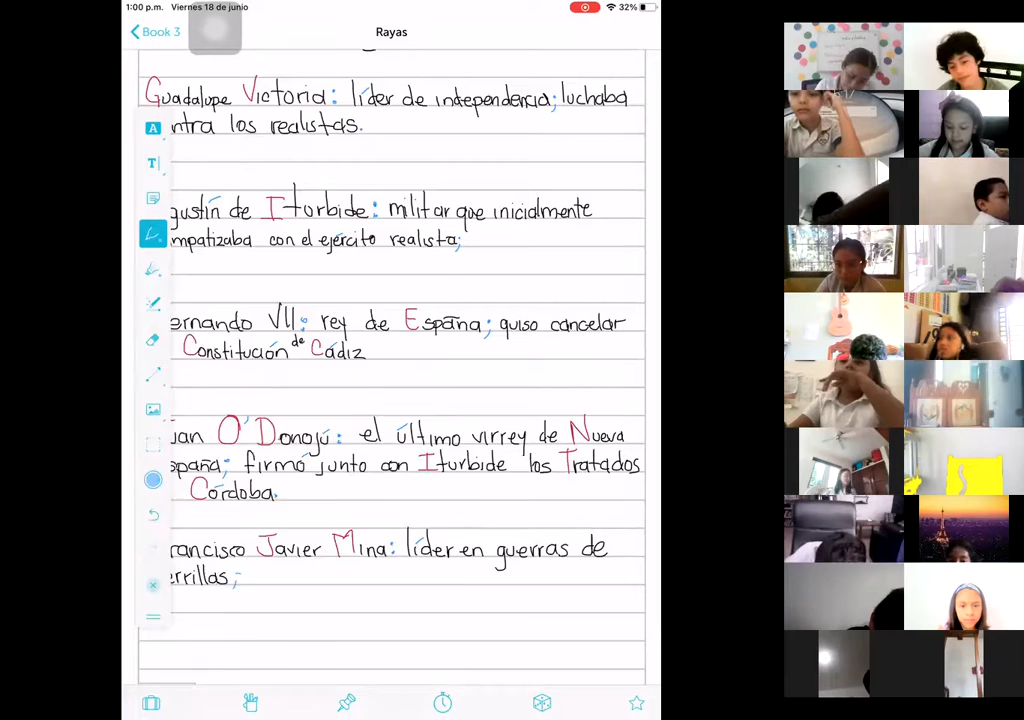 1:00 p.m. Viernes 18 de junio
32%
Book 3
Rayas
Guadalupe Victoria: líder de independencia; luchaba
ntra los realistas.
gustín de Iturbide: militar que inicialmente
mpatizaba con el ejército realista;
ernando VII: rey de España; quiso cancelar
Constitución de Cádiz
uan O'Donojú: el último virrey de Nueva
spaña; firmó junto con Iturbide los Tratados
Córdoba.
rancisco Javier Mina: líder en guerras de
errillas;